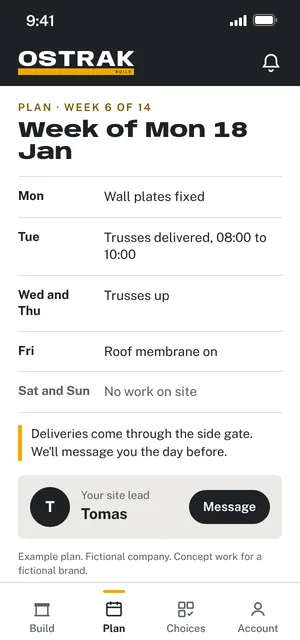 9:41
OSTRAK
BUILD
PLAN · WEEK 6 OF 14
Week of Mon 18
Jan
Mon Wall plates fixed
Tue Trusses delivered, 08:00 to
10:00
Wed and Trusses up
Thu
Fri Roof membrane on
Sat and Sun No work on site
Deliveries come through the side gate.
We'll message you the day before.
T
Your site lead
Tomas
Message
Example plan. Fictional company. Concept work for a
fictional brand.
Build Plan Choices Account